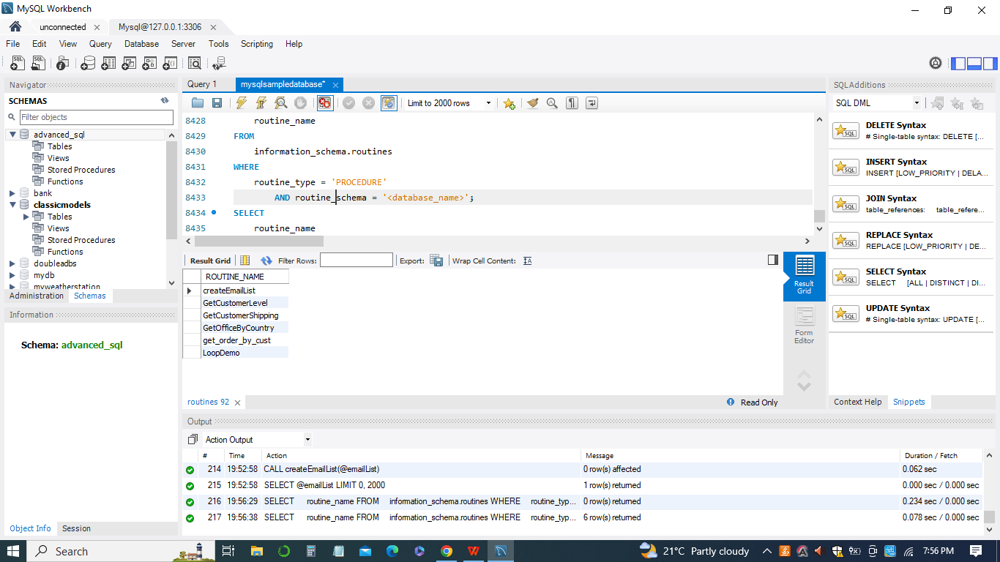 MySQL Workbench
unconnected
Mysql@127.0.0.1:3306
File Edit View Query Database Server Tools Scripting Help
Navigator
SCHEMAS
Filter objects
advanced_sql
Tables
Views
Stored Procedures
Functions
bank
classicmodels
Tables
Views
Stored Procedures
Functions
doubleadbs
mydb
myweatherstation
Administration Schemas
Information
Schema: advanced_sql
Object Info Session
Query 1
mysqlsampledatabase*
Limit to 2000 rows
8428 routine_name
8429 FROM
8430 information_schema.routines
8431 WHERE
8432 routine_type = 'PROCEDURE'
8433 AND routine_schema = '<database_name>';
8434 SELECT
8435 routine_name
Result Grid Filter Rows: Export: Wrap Cell Content:
ROUTINE_NAME
createEmailList
GetCustomerLevel
GetCustomerShipping
GetOfficeByCountry
get_order_by_cust
LoopDemo
Result
Grid
Form
Editor
routines 92
Read Only
Output
Action Output
# Time Action Message Duration / Fetch
214 19:52:58 CALL createEmailList(@emailList) 0 row(s) affected 0.062 sec
215 19:52:58 SELECT @emailList LIMIT 0, 2000 1 row(s) returned 0.000 sec / 0.000 sec
216 19:56:29 SELECT routine_name FROM information_schema.routines WHERE routine_typ... 0 row(s) returned 0.234 sec / 0.000 sec
217 19:56:38 SELECT routine_name FROM information_schema.routines WHERE routine_typ... 6 row(s) returned 0.078 sec / 0.000 sec
SQLAdditions
SQL DML
DELETE Syntax
# Single-table syntax: DELETE [...
INSERT Syntax
INSERT [LOW_PRIORITY | DELA...
JOIN Syntax
table_references: table_refere...
REPLACE Syntax
REPLACE [LOW_PRIORITY | DE...
SELECT Syntax
SELECT [ALL | DISTINCT | DI...
UPDATE Syntax
# Single-table syntax: UPDATE [...
Context Help Snippets
Search
21°C Partly cloudy
7:56 PM